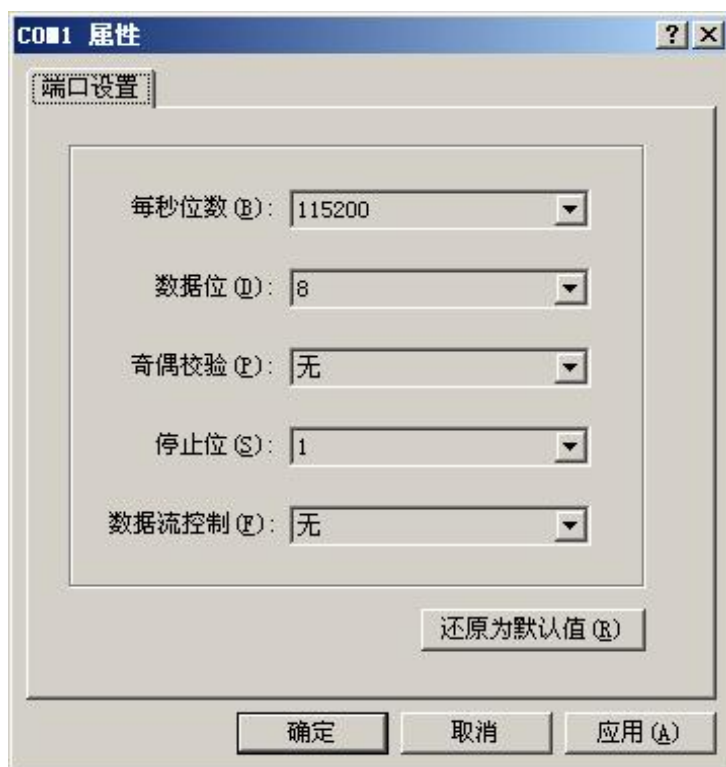 COM1 属性
端口设置
每秒位数(B): 115200
数据位(D): 8
奇偶校验(P): 无
停止位(S): 1
数据流控制(F): 无
还原为默认值(R)
确定 取消 应用(A)